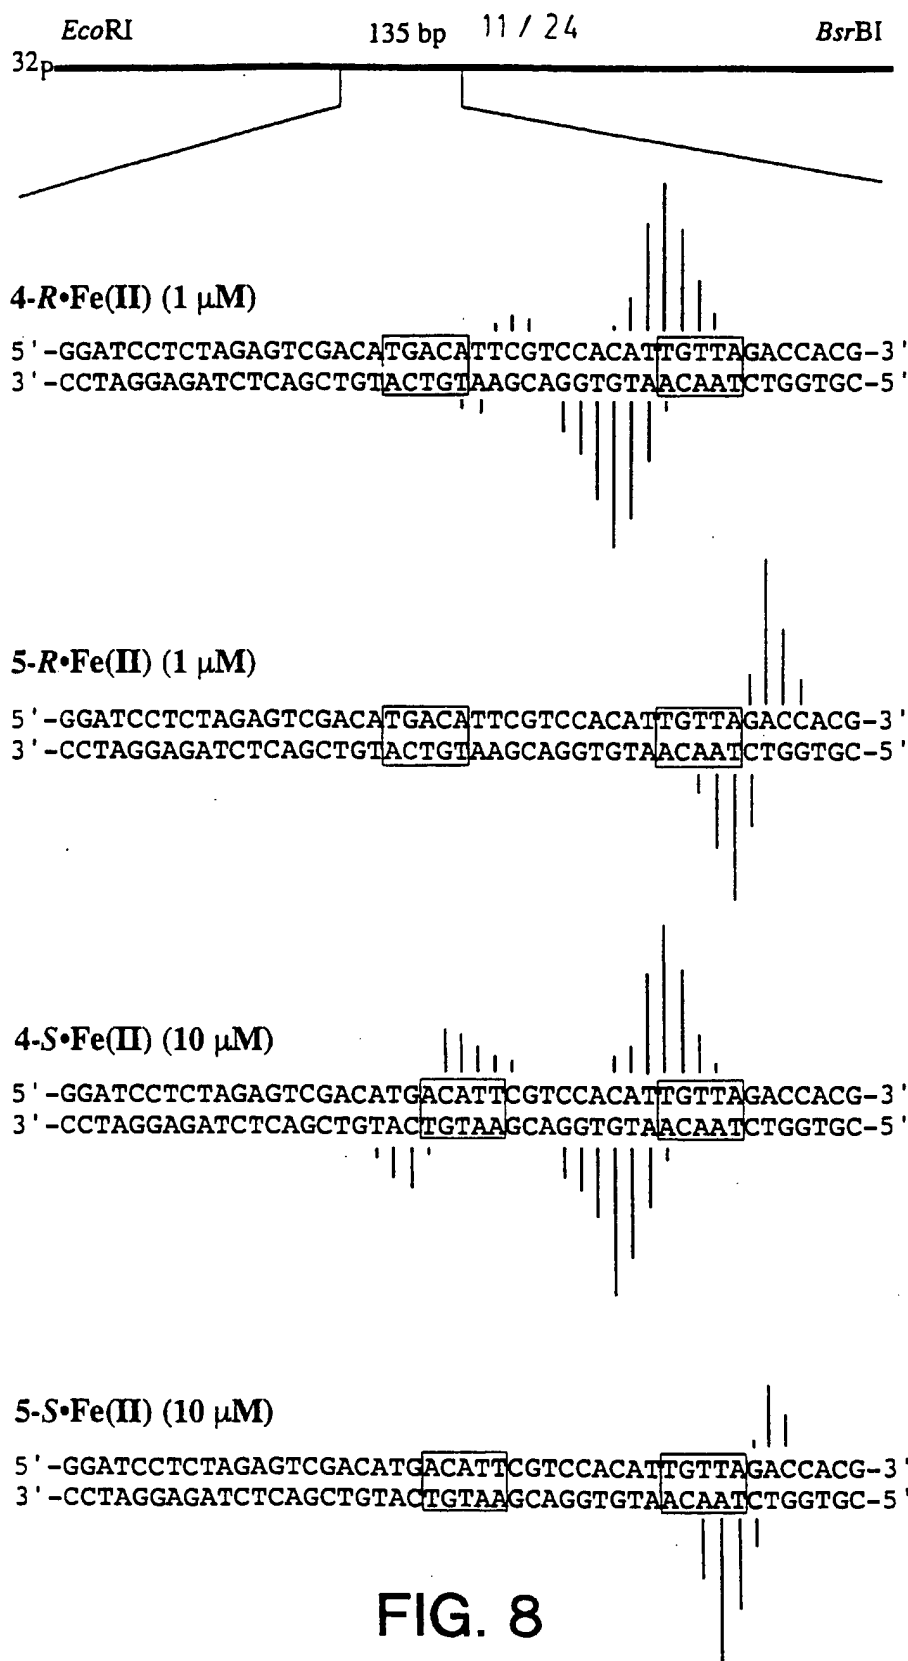 EcoRI 135 bp 11 / 24 BsrBI
32p
4-R•Fe(II) (1 μM)
5'-GGATCCTCTAGAGTCGACATGACATTCGTCCACATTGTTAGACCACG-3'
3'-CCTAGGAGATCTCAGCTGTACTGTAAGCAGGTGTAACAATCTGGTGC-5'
5-R•Fe(II) (1 μM)
5'-GGATCCTCTAGAGTCGACATGACATTCGTCCACATTGTTAGACCACG-3'
3'-CCTAGGAGATCTCAGCTGTACTGTAAGCAGGTGTAACAATCTGGTGC-5'
4-S•Fe(II) (10 μM)
5'-GGATCCTCTAGAGTCGACATGACATTCGTCCACATTGTTAGACCACG-3'
3'-CCTAGGAGATCTCAGCTGTACTGTAAGCAGGTGTAACAATCTGGTGC-5'
5-S•Fe(II) (10 μM)
5'-GGATCCTCTAGAGTCGACATGACATTCGTCCACATTGTTAGACCACG-3'
3'-CCTAGGAGATCTCAGCTGTACTGTAAGCAGGTGTAACAATCTGGTGC-5'
FIG. 8